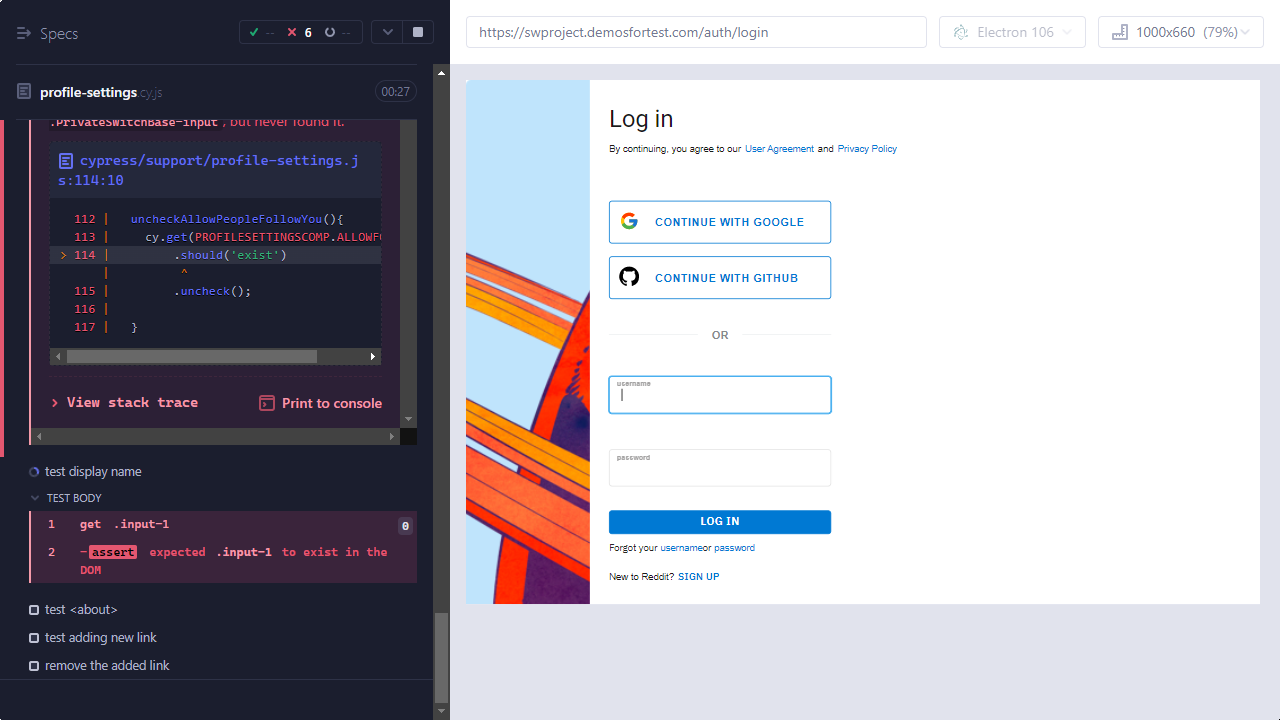 Specs
-- 6 --
profile-settings.cy.js 00:27
.PrivateSwitchBase-input, but never found it.
cypress/support/profile-settings.j
s:114:10
112 | uncheckAllowPeopleFollowYou(){
113 | cy.get(PROFILESETTINGSCOMP.ALLOWF
> 114 | .should('exist')
| ^
115 | .uncheck();
116 |
117 | }
> View stack trace
Print to console
test display name
TEST BODY
1 get .input-1 0
2 -assert expected .input-1 to exist in the
DOM
test <about>
test adding new link
remove the added link
https://swproject.demosfortest.com/auth/login
Electron 106
1000x660 (79%)
Log in
By continuing, you agree to our User Agreement and Privacy Policy
CONTINUE WITH GOOGLE
CONTINUE WITH GITHUB
OR
username
password
LOG IN
Forgot your usernameor password
New to Reddit? SIGN UP